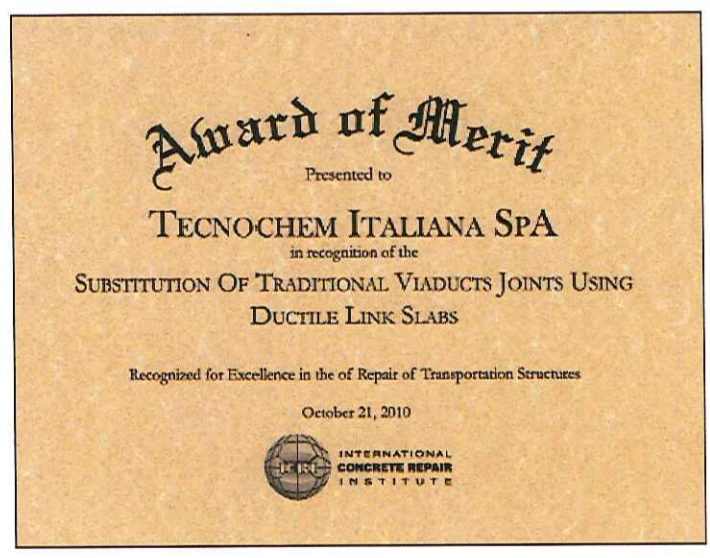 Award of Merit
Presented to
TECNOCHEM ITALIANA SPA
in recognition of the
SUBSTITUTION OF TRADITIONAL VIADUCTS JOINTS USING
DUCTILE LINK SLABS
Recognized for Excellence in the of Repair of Transportation Structures
October 21, 2010
ICRI
INTERNATIONAL
CONCRETE REPAIR
INSTITUTE